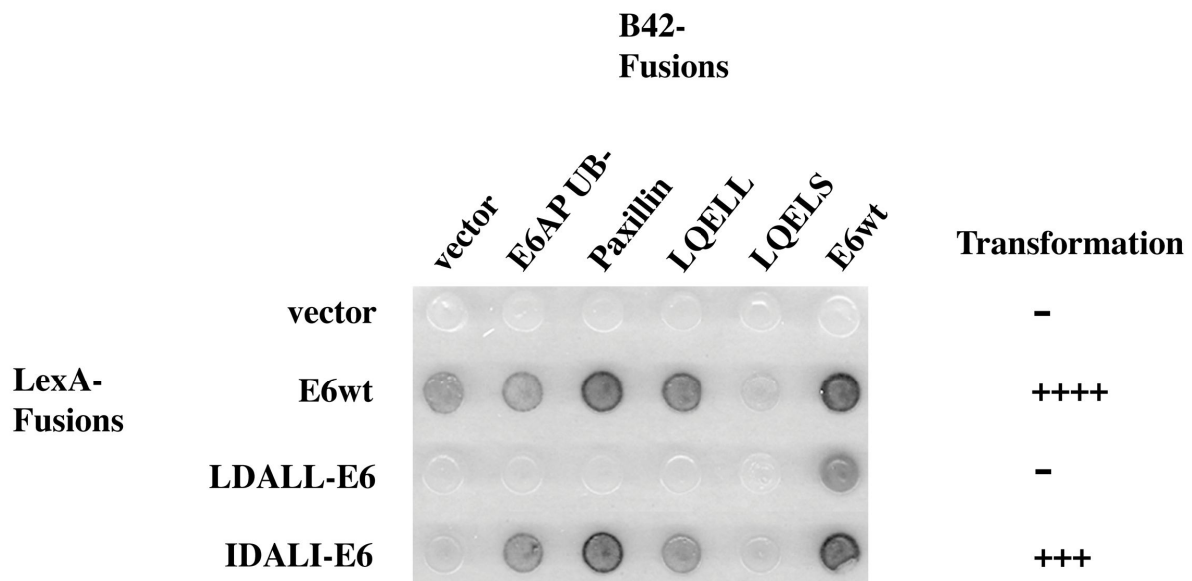 B42-
Fusions
vector
E6AP UB-
Paxillin
LQELL
LQELS
E6wt
Transformation
vector
-
LexA-
Fusions
E6wt
++++
LDALL-E6
-
IDALI-E6
+++